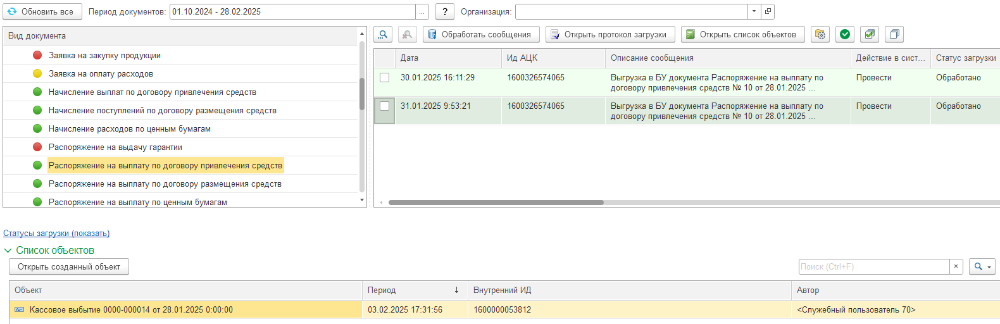 Обновить все
Период документов:
01.10.2024 - 28.02.2025
...
?
Организация:
Вид документа
Заявка на закупку продукции
Заявка на оплату расходов
Начисление выплат по договору привлечения средств
Начисление поступлений по договору размещения средств
Начисление расходов по ценным бумагам
Распоряжение на выдачу гарантии
Распоряжение на выплату по договору привлечения средств
Распоряжение на выплату по договору размещения средств
Распоряжение на выплату по ценным бумагам
Обработать сообщения
Открыть протокол загрузки
Открыть список объектов
Дата
Ид АЦК
Описание сообщения
Действие в сист...
Статус загрузки
30.01.2025 16:11:29
1600326574065
Выгрузка в БУ документа Распоряжение на выплату по
договору привлечения средств № 10 от 28.01.2025 ...
Провести
Обработано
31.01.2025 9:53:21
1600326574065
Выгрузка в БУ документа Распоряжение на выплату по
договору привлечения средств № 10 от 28.01.2025 ...
Провести
Обработано
Статусы загрузки (показать)
Список объектов
Открыть созданный объект
Поиск (Ctrl+F)
×
Объект
Период
↓
Внутренний ИД
Автор
Кассовое выбытие 0000-000014 от 28.01.2025 0:00:00
03.02.2025 17:31:56
1600000053812
<Служебный пользователь 70>